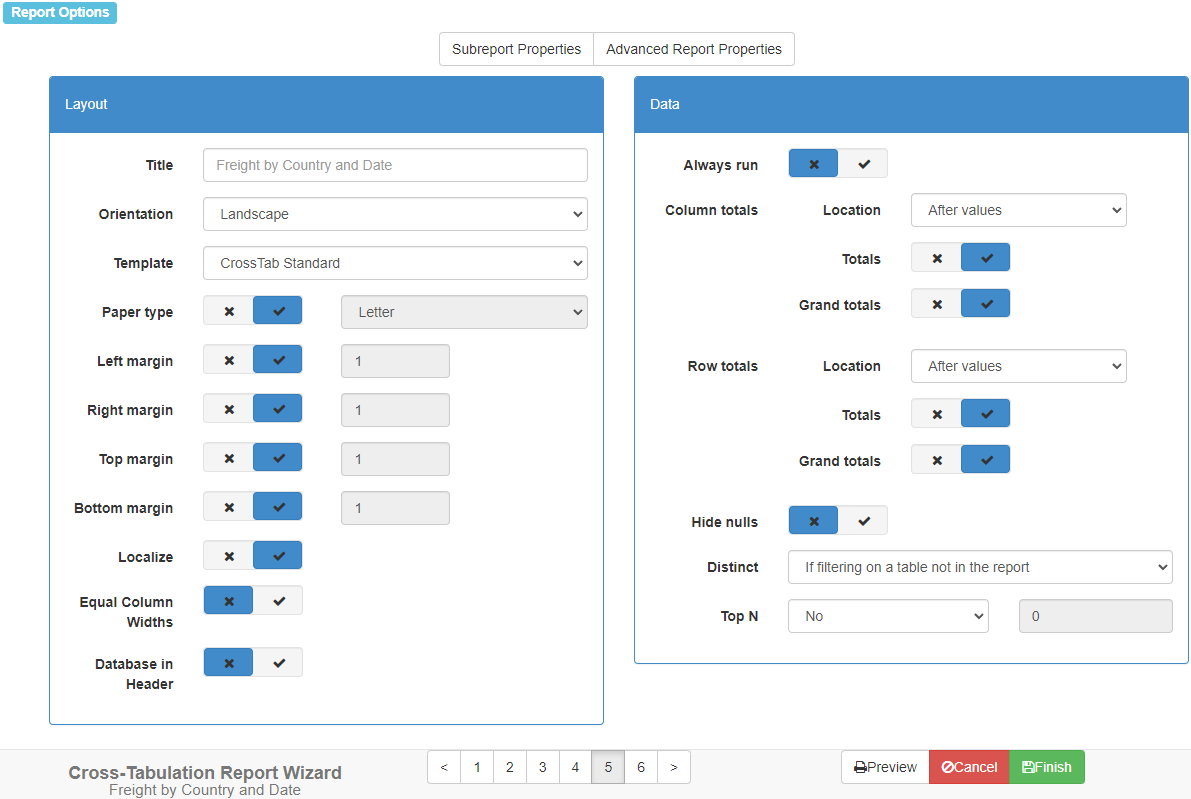 Report Options
Subreport Properties
Advanced Report Properties
Layout
Title
Freight by Country and Date
Orientation
Landscape
Template
CrossTab Standard
Paper type
Letter
Left margin
1
Right margin
1
Top margin
1
Bottom margin
1
Localize
Equal Column
Widths
Database in
Header
Data
Always run
Column totals
Location
After values
Totals
Grand totals
Row totals
Location
After values
Totals
Grand totals
Hide nulls
Distinct
If filtering on a table not in the report
Top N
No
0
Cross-Tabulation Report Wizard
Freight by Country and Date
< 1 2 3 4 5 6 >
Preview
Cancel
Finish